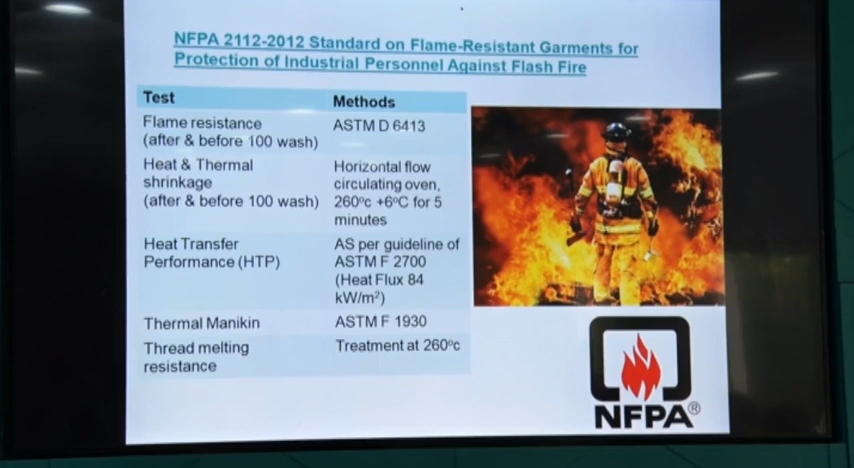 NFPA 2112-2012 Standard on Flame-Resistant Garments for
Protection of Industrial Personnel Against Flash Fire
Test Methods
Flame resistance ASTM D 6413
(after & before 100 wash)
Heat & Thermal Horizontal flow
shrinkage circulating oven,
(after & before 100 wash) 260ºc +6ºC for 5
minutes
Heat Transfer AS per guideline of
Performance (HTP) ASTM F 2700
(Heat Flux 84
kW/m²)
Thermal Manikin ASTM F 1930
Thread melting Treatment at 260ºc
resistance
NFPA®